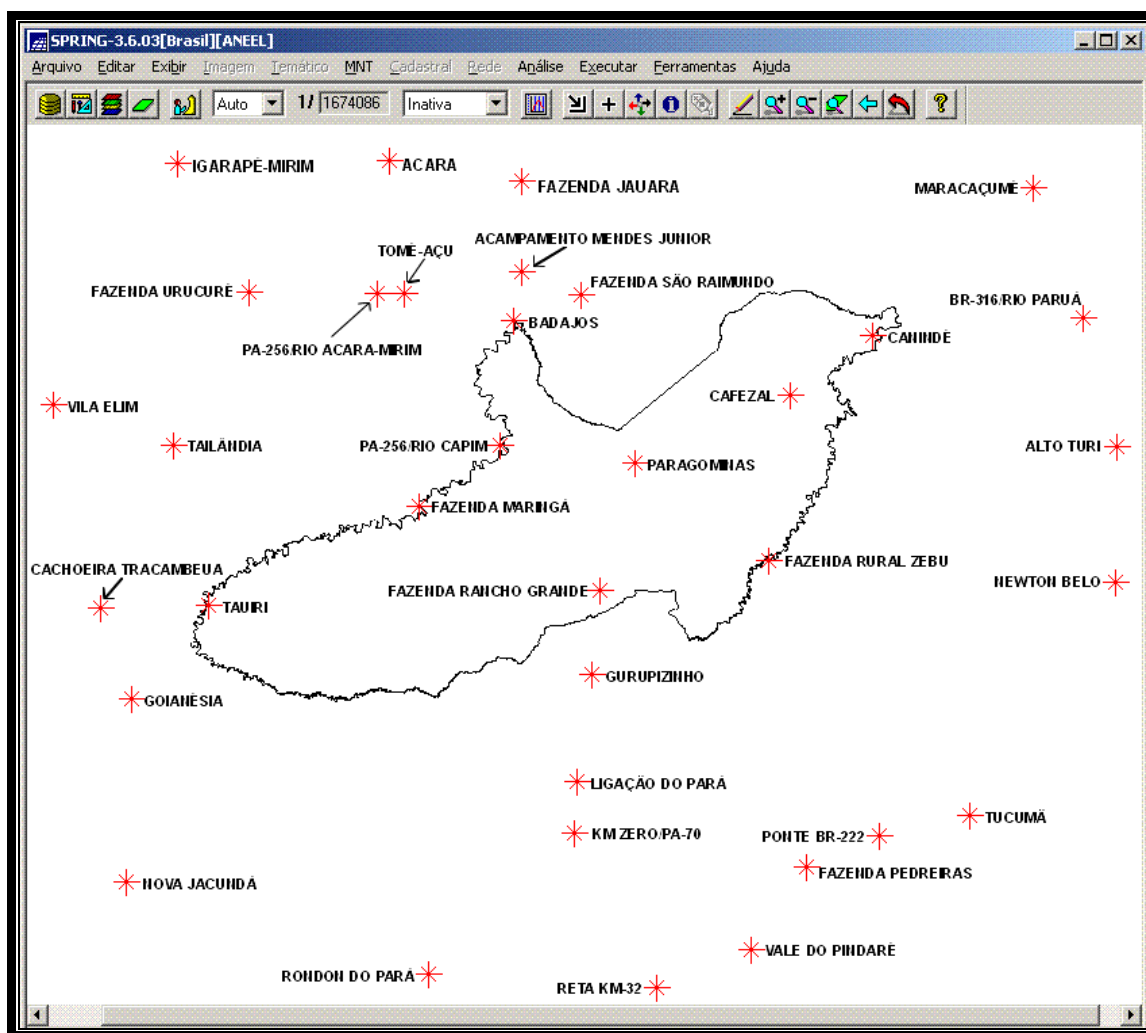 SPRING-3.6.03[Brasil][ANEEL]
Arquivo Editar Exibir Imagem Temático MNT Cadastral Rede Análise Executar Ferramentas Ajuda
Auto 1/ 1674086 Inativa
IGARAPÉ-MIRIM
ACARA
FAZENDA JAUARA
MARACAÇUMÉ
ACAMPAMENTO MENDES JUNIOR
TOMÉ-AÇU
FAZENDA URUCURÉ
FAZENDA SÃO RAIMUNDO
BR-316/RIO PARUÁ
BADAJOS
PA-256/RIO ACARA-MIRIM
CANINDÉ
CAFEZAL
VILA ELIM
TAILÂNDIA
PA-256/RIO CAPIM
ALTO TURI
PARAGOMINAS
FAZENDA MARINGÁ
CACHOEIRA TRACAMBEUA
FAZENDA RURAL ZEBU
NEWTON BELO
FAZENDA RANCHO GRANDE
TAUIRI
GURUPIZINHO
GOIANÉSIA
LIGAÇÃO DO PARÁ
TUCUMÃ
KM ZERO/PA-70
PONTE BR-222
FAZENDA PEDREIRAS
NOVA JACUNDÁ
VALE DO PINDARÉ
RONDON DO PARÁ
RETA KM-32